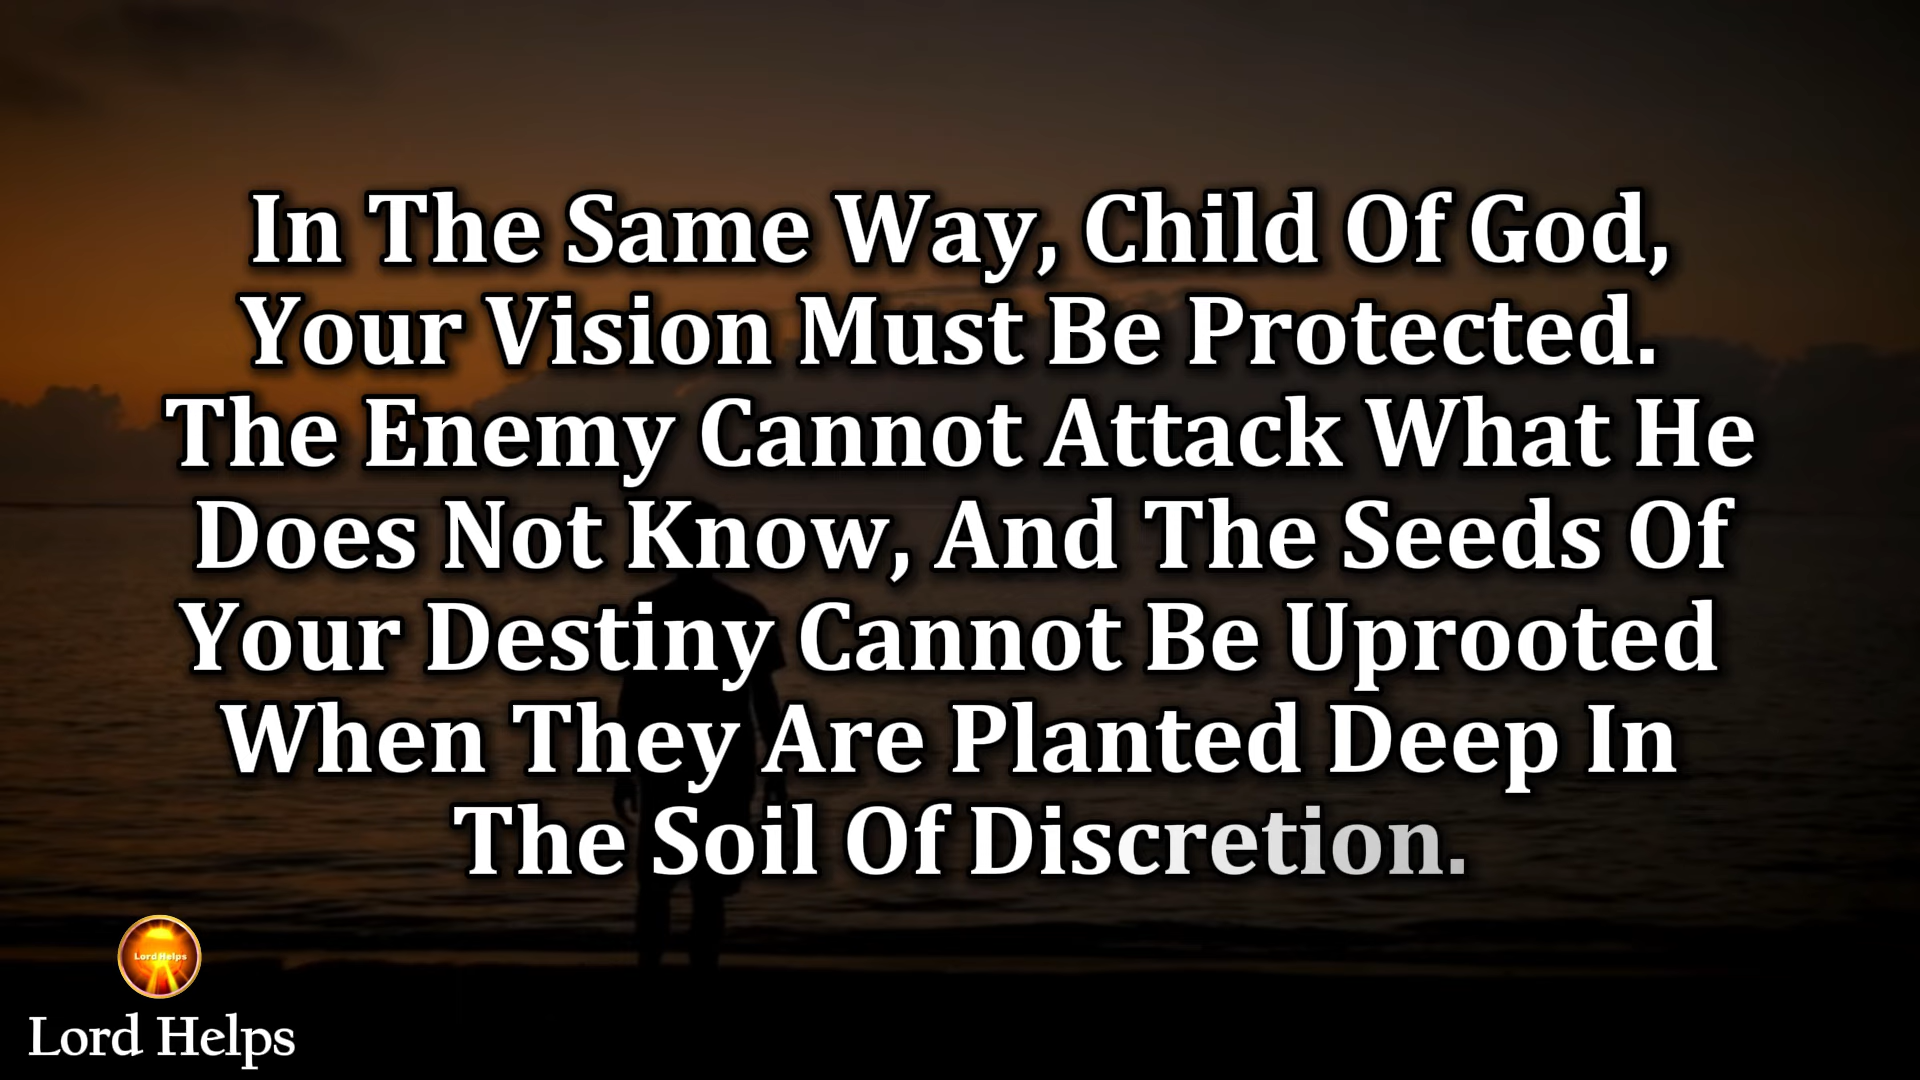 In The Same Way, Child Of God,
Your Vision Must Be Protected.
The Enemy Cannot Attack What He
Does Not Know, And The Seeds Of
Your Destiny Cannot Be Uprooted
When They Are Planted Deep In
The Soil Of Discretion.
Lord Helps
Lord Helps